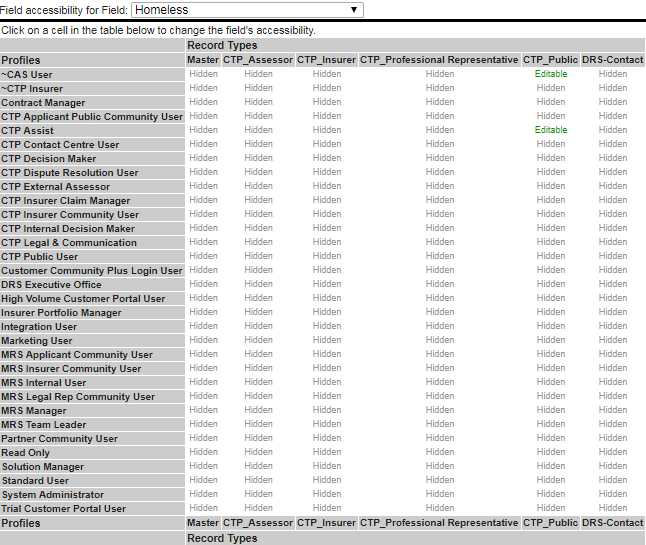 Field accessibility for Field: Homeless
Click on a cell in the table below to change the field's accessibility.
Record Types
Profiles Master CTP_Assessor CTP_Insurer CTP_Professional Representative CTP_Public DRS-Contact
~CAS User Hidden Hidden Hidden Hidden Editable Hidden
~CTP Insurer Hidden Hidden Hidden Hidden Hidden Hidden
Contract Manager Hidden Hidden Hidden Hidden Hidden Hidden
CTP Applicant Public Community User Hidden Hidden Hidden Hidden Hidden Hidden
CTP Assist Hidden Hidden Hidden Hidden Editable Hidden
CTP Contact Centre User Hidden Hidden Hidden Hidden Hidden Hidden
CTP Decision Maker Hidden Hidden Hidden Hidden Hidden Hidden
CTP Dispute Resolution User Hidden Hidden Hidden Hidden Hidden Hidden
CTP External Assessor Hidden Hidden Hidden Hidden Hidden Hidden
CTP Insurer Claim Manager Hidden Hidden Hidden Hidden Hidden Hidden
CTP Insurer Community User Hidden Hidden Hidden Hidden Hidden Hidden
CTP Internal Decision Maker Hidden Hidden Hidden Hidden Hidden Hidden
CTP Legal & Communication Hidden Hidden Hidden Hidden Hidden Hidden
CTP Public User Hidden Hidden Hidden Hidden Hidden Hidden
Customer Community Plus Login User Hidden Hidden Hidden Hidden Hidden Hidden
DRS Executive Office Hidden Hidden Hidden Hidden Hidden Hidden
High Volume Customer Portal User Hidden Hidden Hidden Hidden Hidden Hidden
Insurer Portfolio Manager Hidden Hidden Hidden Hidden Hidden Hidden
Integration User Hidden Hidden Hidden Hidden Hidden Hidden
Marketing User Hidden Hidden Hidden Hidden Hidden Hidden
MRS Applicant Community User Hidden Hidden Hidden Hidden Hidden Hidden
MRS Insurer Community User Hidden Hidden Hidden Hidden Hidden Hidden
MRS Internal User Hidden Hidden Hidden Hidden Hidden Hidden
MRS Legal Rep Community User Hidden Hidden Hidden Hidden Hidden Hidden
MRS Manager Hidden Hidden Hidden Hidden Hidden Hidden
MRS Team Leader Hidden Hidden Hidden Hidden Hidden Hidden
Partner Community User Hidden Hidden Hidden Hidden Hidden Hidden
Read Only Hidden Hidden Hidden Hidden Hidden Hidden
Solution Manager Hidden Hidden Hidden Hidden Hidden Hidden
Standard User Hidden Hidden Hidden Hidden Hidden Hidden
System Administrator Hidden Hidden Hidden Hidden Hidden Hidden
Trial Customer Portal User Hidden Hidden Hidden Hidden Hidden Hidden
Profiles Master CTP_Assessor CTP_Insurer CTP_Professional Representative CTP_Public DRS-Contact
Record Types